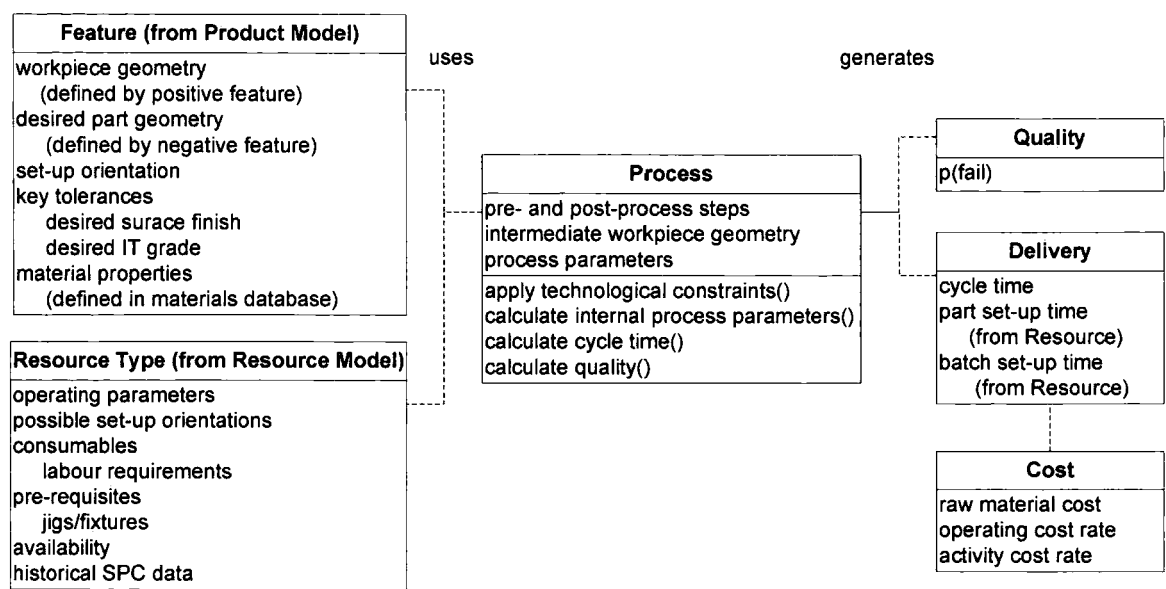 Feature (from Product Model)
workpiece geometry
(defined by positive feature)
desired part geometry
(defined by negative feature)
set-up orientation
key tolerances
desired surace finish
desired IT grade
material properties
(defined in materials database)
Resource Type (from Resource Model)
operating parameters
possible set-up orientations
consumables
labour requirements
pre-requisites
jigs/fixtures
availability
historical SPC data
uses
Process
pre- and post-process steps
intermediate workpiece geometry
process parameters
apply technological constraints()
calculate internal process parameters()
calculate cycle time()
calculate quality()
generates
Quality
p(fail)
Delivery
cycle time
part set-up time
(from Resource)
batch set-up time
(from Resource)
Cost
raw material cost
operating cost rate
activity cost rate